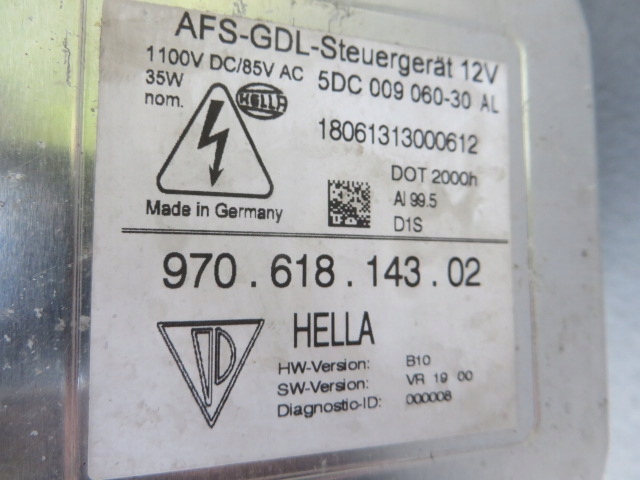 AFS-GDL-Steuergerät 12V
1100V DC/85V AC 5DC 009 060-30 AL
35W
nom.
HELLA
18061313000612
DOT 2000h
Al 99.5
D1S
Made in Germany
970.618.143.02
HELLA
HW-Version: B10
SW-Version: VR 19 00
Diagnostic-ID: 000008